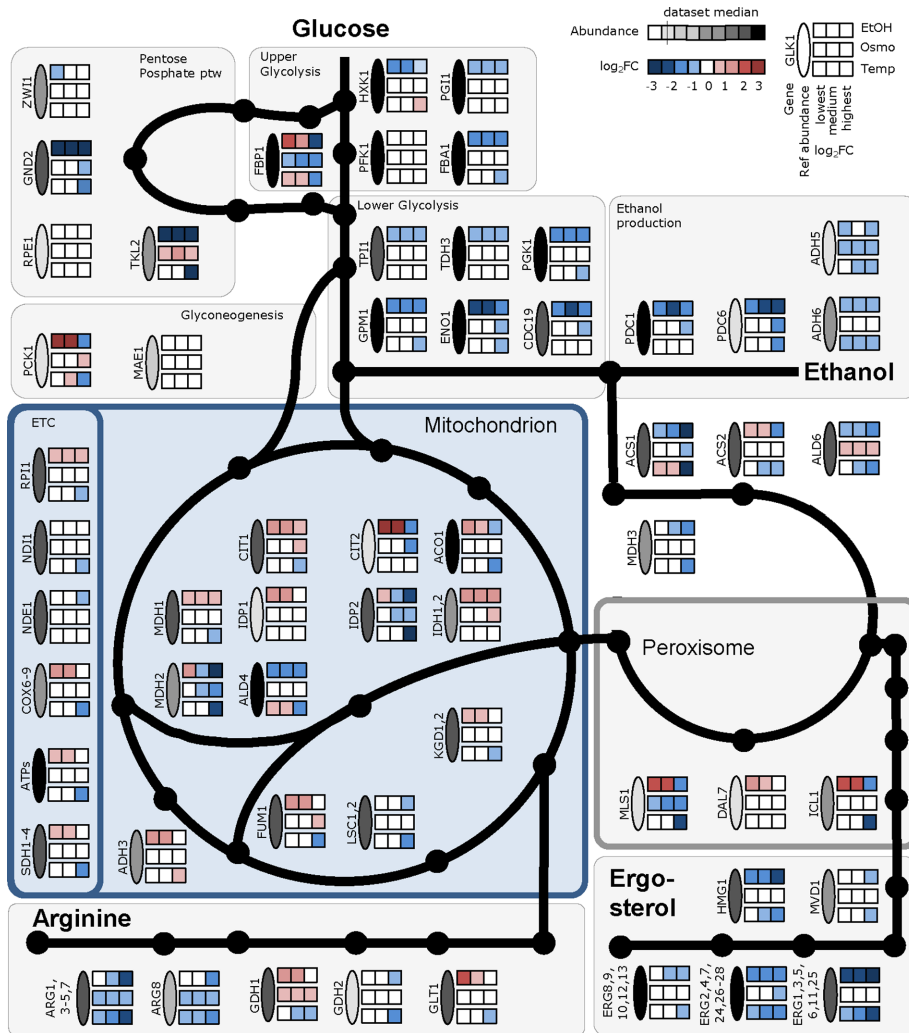 Glucose
Abundance
dataset median
log2FC
-3 -2 -1 0 1 2 3
GLK1
EtOH
Osmo
Temp
Gene
Ref abundance
lowest
medium
highest
log2FC
Pentose
Posphate ptw
ZWI1
GND2
RPE1
TKL2
Upper
Glycolysis
HXK1
PGI1
FBP1
PFK1
FBA1
Lower Glycolysis
TPI1
TDH3
PGK1
GPM1
ENO1
CDC19
Ethanol
production
ADH5
PDC1
PDC6
ADH6
Ethanol
Glyconeogenesis
PCK1
MAE1
ETC
RPI1
NDI1
NDE1
COX6-9
ATPs
SDH1-4
Mitochondrion
CIT1
CIT2
ACO1
MDH1
IDP1
IDP2
IDH1,2
MDH2
ALD4
KGD1,2
FUM1
LSC1,2
ADH3
ACS1
ACS2
ALD6
MDH3
Peroxisome
MLS1
DAL7
ICL1
Ergo-
sterol
HMG1
MVD1
ERG8,9,
10,12,13
ERG2,4,7,
24,26-28
ERG1,3,5,
6,11,25
Arginine
ARG1,
3-5,7
ARG8
GDH1
GDH2
GLT1